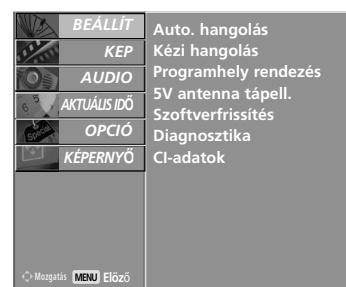 BEÁLLÍT
KEP
AUDIO
AKTUÁLIS IDŐ
OPCIÓ
KÉPERNYŐ
Auto. hangolás
Kézi hangolás
Programhely rendezés
5V antenna tápell.
Szoftverfrissítés
Diagnosztika
CI-adatok
Mozgatás MENU Előző